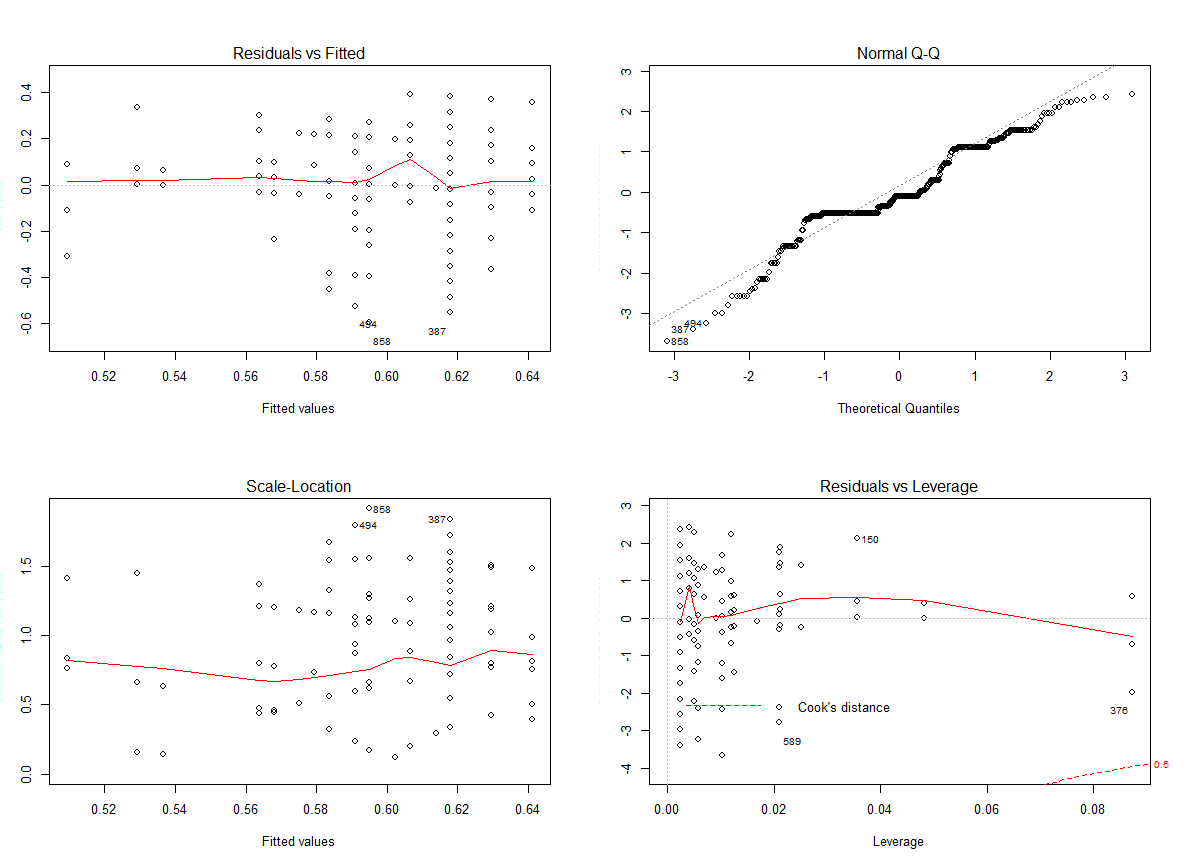 Residuals vs Fitted
0.4
0.2
0.0
-0.2
-0.4
-0.6
494
858
387
0.52 0.54 0.56 0.58 0.60 0.62 0.64
Fitted values
Normal Q-Q
3
2
1
0
-1
-2
-3
494
387
858
-3 -2 -1 0 1 2 3
Theoretical Quantiles
Scale-Location
1.5
1.0
0.5
0.0
858
494
387
0.52 0.54 0.56 0.58 0.60 0.62 0.64
Fitted values
Residuals vs Leverage
3
2
1
0
-1
-2
-3
-4
150
376
Cook's distance
589
0.5
0.00 0.02 0.04 0.06 0.08
Leverage